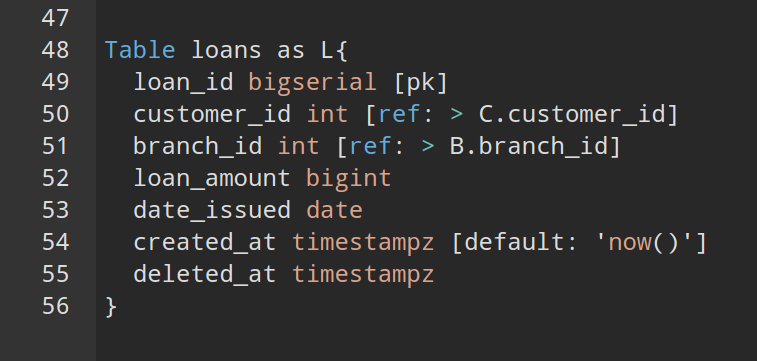 47
48 Table loans as L{
49 loan_id bigserial [pk]
50 customer_id int [ref: > C.customer_id]
51 branch_id int [ref: > B.branch_id]
52 loan_amount bigint
53 date_issued date
54 created_at timestampz [default: 'now()']
55 deleted_at timestampz
56 }